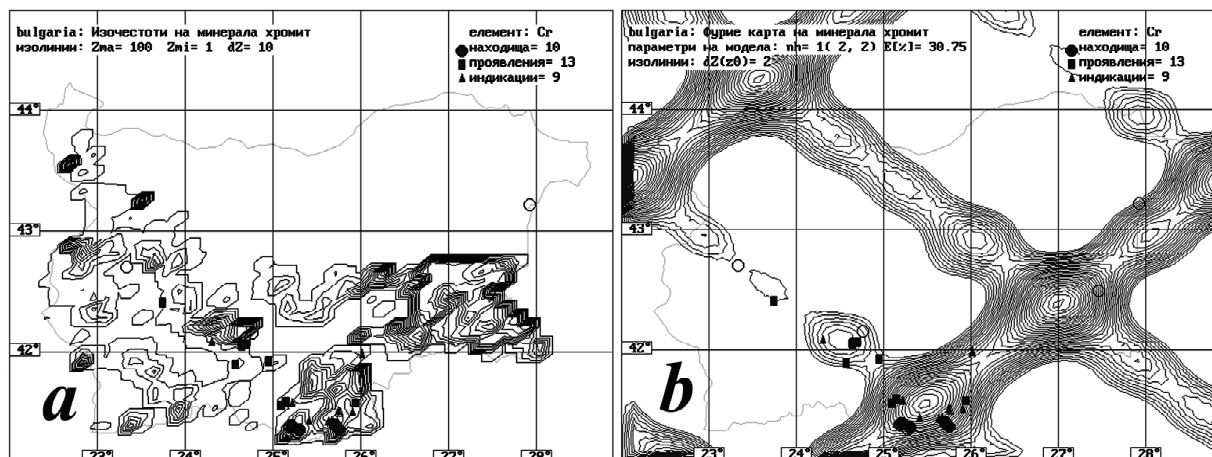 bulgaria: Изочестоти на минерала хромит
изолинии: Zma= 100 Zmi= 1 dZ= 10
елемент: Cr
находища= 10
проявления= 13
индикации= 9
44°
43°
42°
23°
24°
25°
26°
27°
28°
a
bulgaria: Фурие карта на минерала хромит
параметри на модела: nh= 1( 2, 2) E[%]= 30.75
изолинии: dZ(z0)= 2
елемент: Cr
находища= 10
проявления= 13
индикации= 9
44°
43°
42°
23°
24°
25°
26°
27°
28°
b